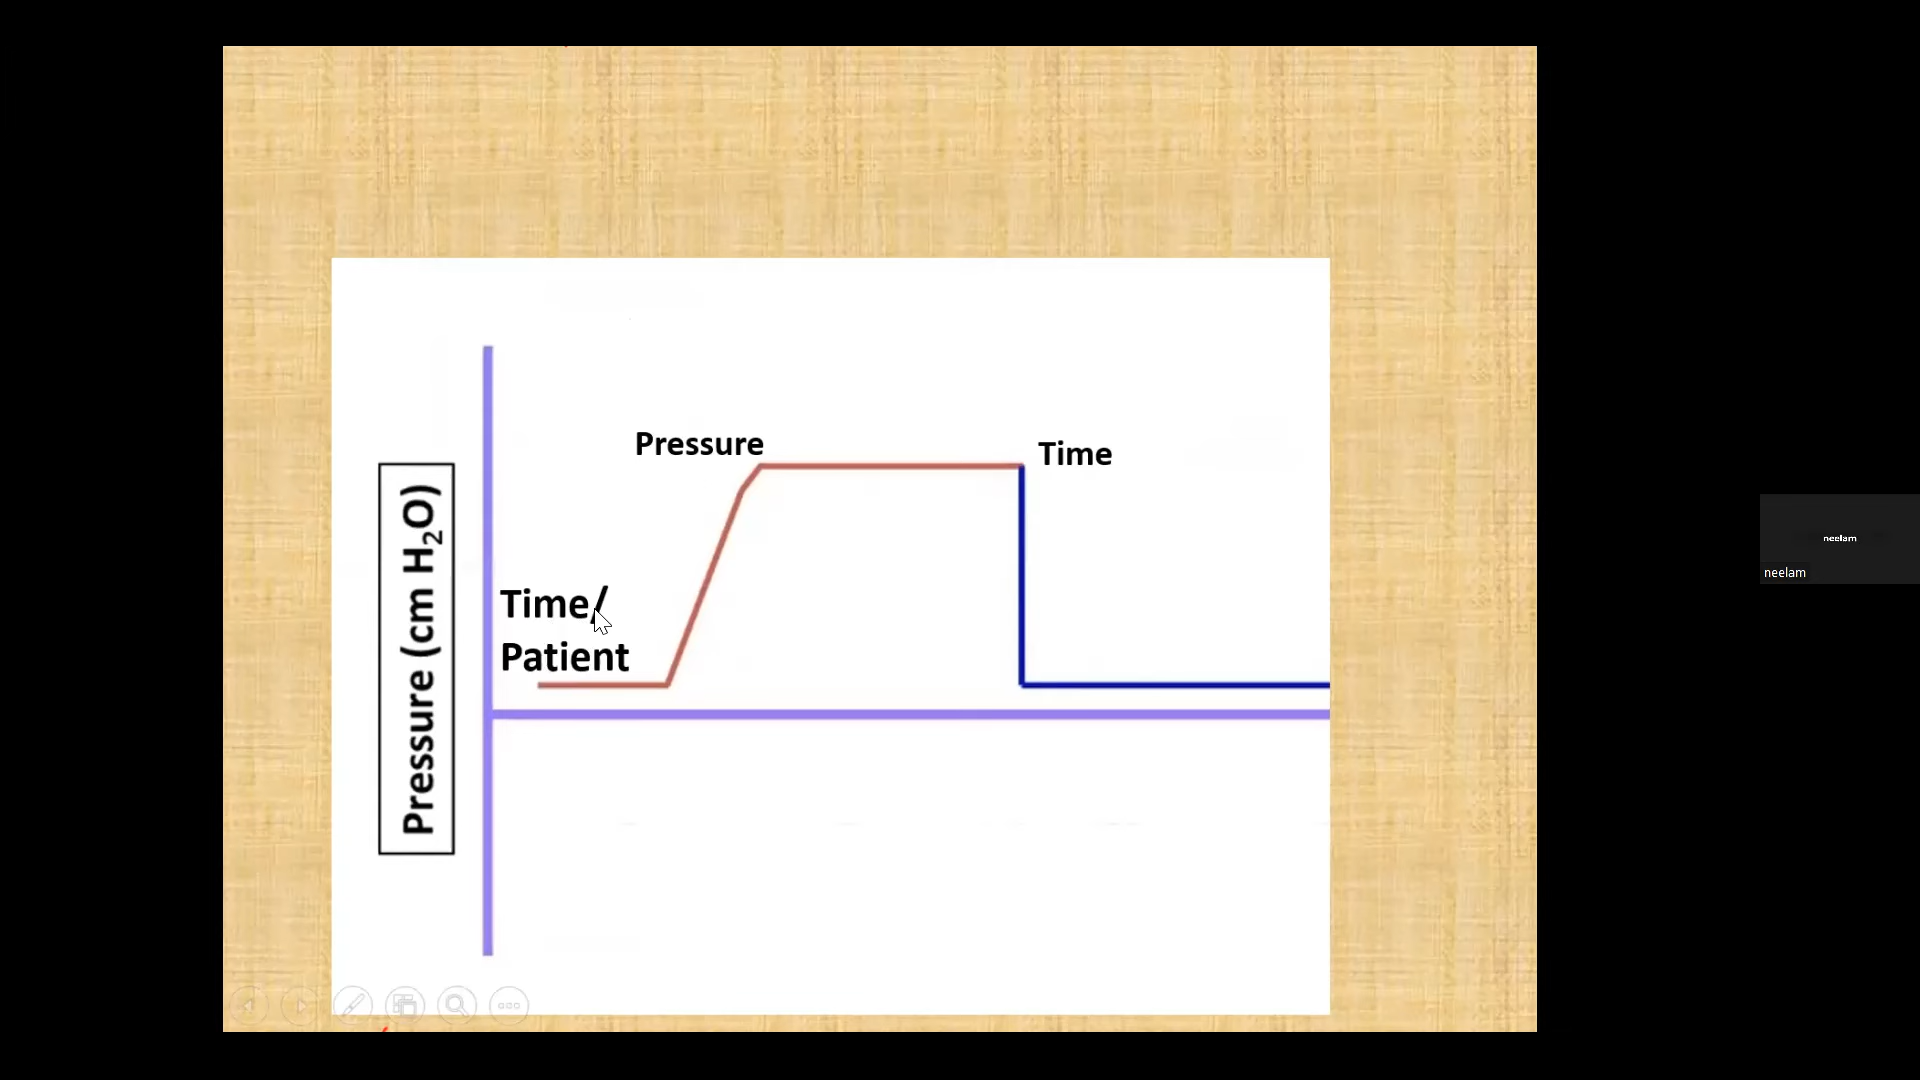 Pressure
Time
Pressure (cm H₂O)
Time/
Patient
neelam
neelam